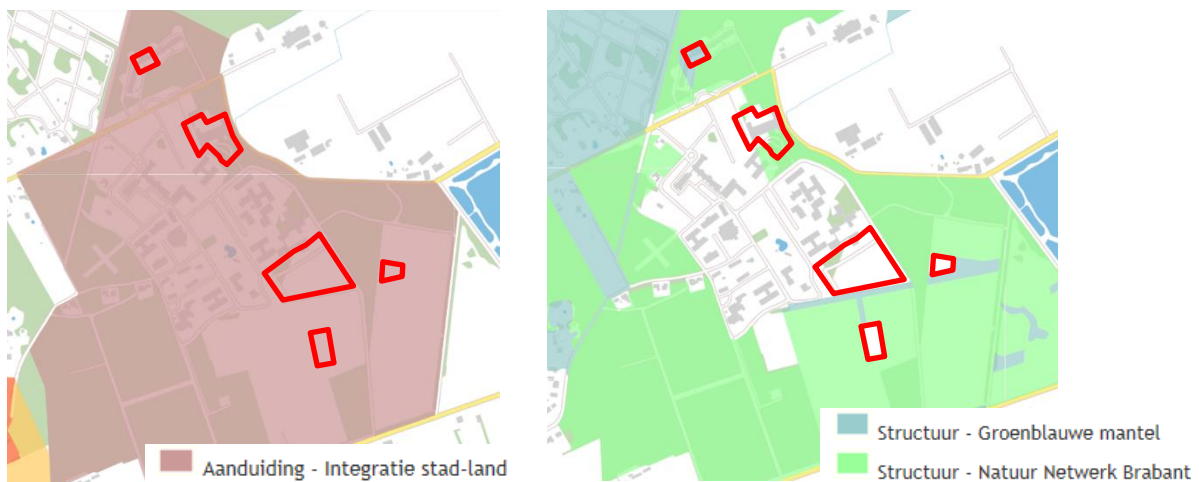 Aanduiding - Integratie stad-land
Structuur - Groenblauwe mantel
Structuur - Natuur Netwerk Brabant